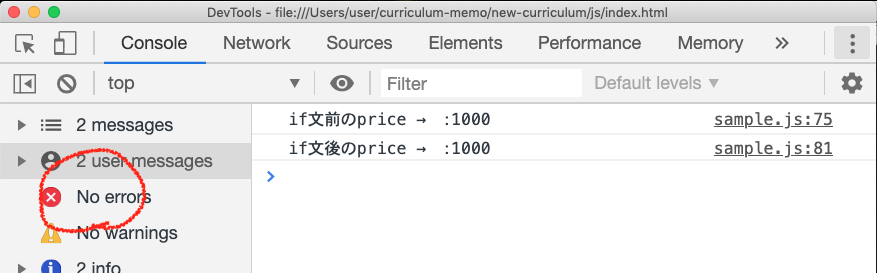 DevTools - file:///Users/user/curriculum-memo/new-curriculum/js/index.html
Console Network Sources Elements Performance Memory »
top ▼ Filter Default levels ▼
2 messages
2 user messages
No errors
No warnings
2 info
if文前のprice → :1000 sample.js:75
if文後のprice → :1000 sample.js:81